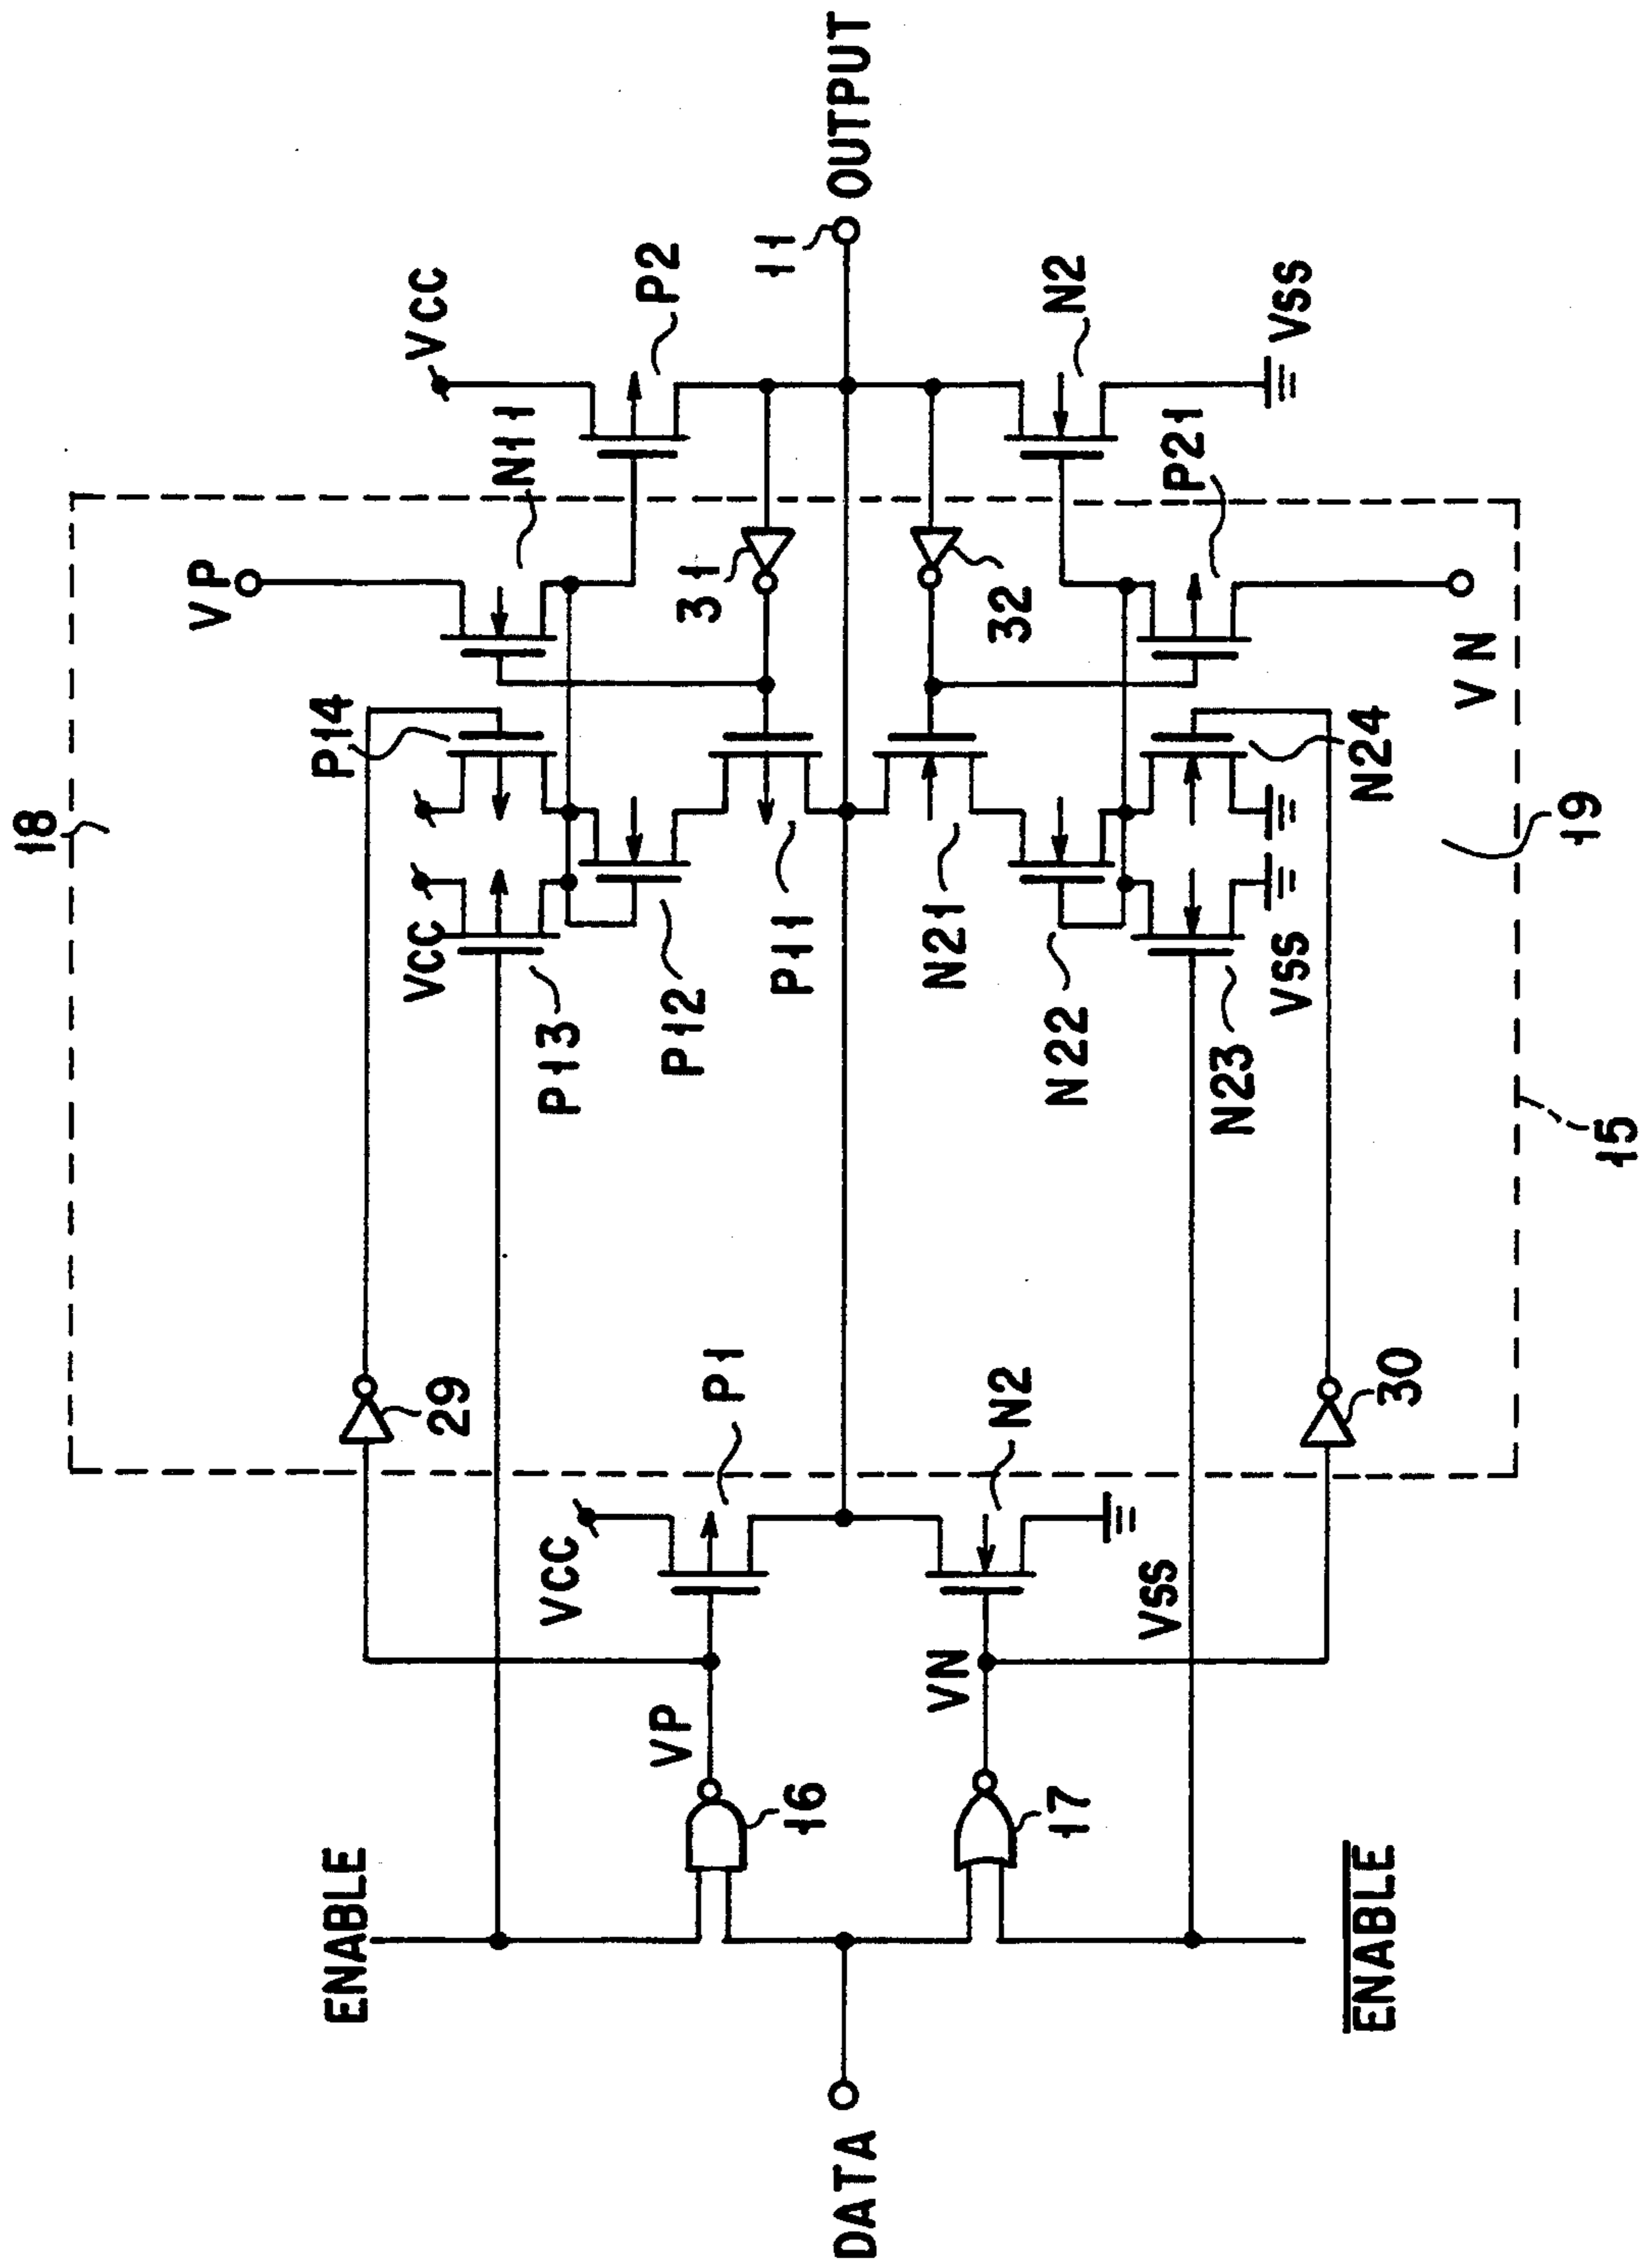 18
19
15
ENABLE
DATA
ENABLE
16
17
VP
VN
VCC
P1
N2
VSS
29
30
VCC
P13
P14
P12
P11
N21
N22
N23
VSS
N24
VP
N11
31
32
P21
VN
VCC
P2
N2
VSS
11
OUTPUT